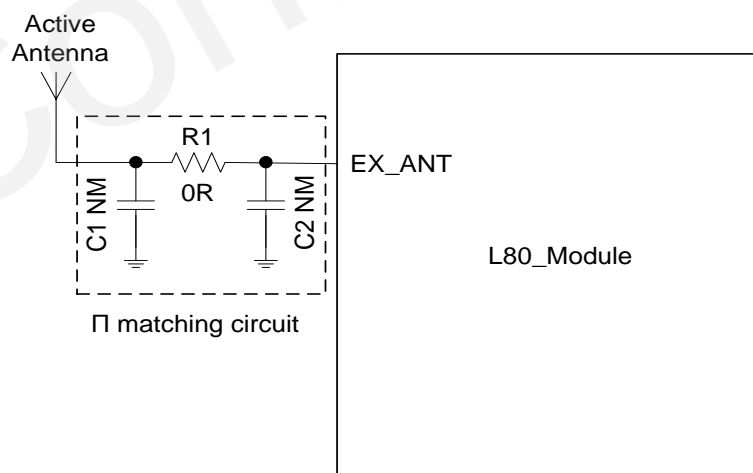 Active
Antenna
R1
0R
C1 NM
C2 NM
EX_ANT
L80_Module
Π matching circuit